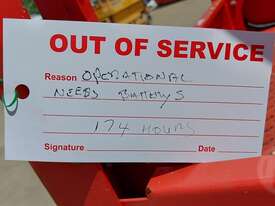 OUT OF SERVICE
Reason OPERATIONAL
NEEDS BATTERYS
174 HOURS
Signature Date